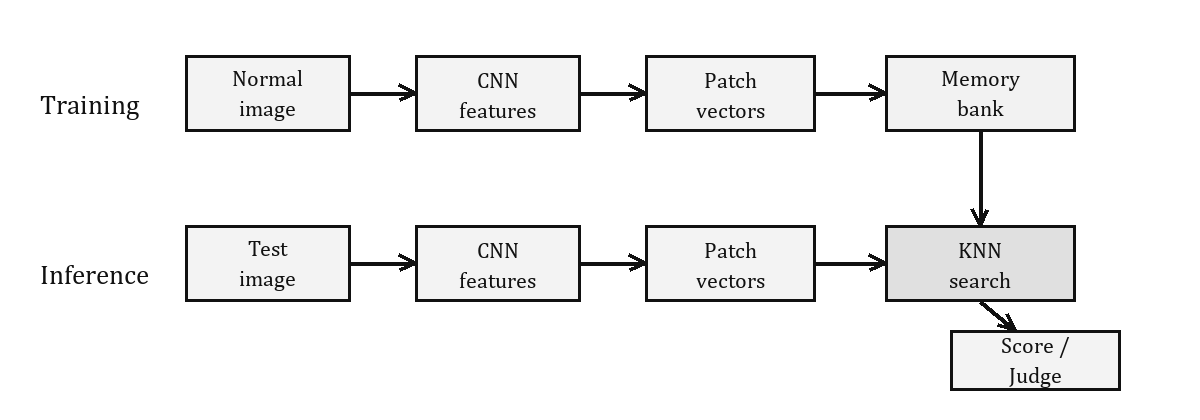 Training
Normal
image
CNN
features
Patch
vectors
Memory
bank
Inference
Test
image
CNN
features
Patch
vectors
KNN
search
Score /
Judge